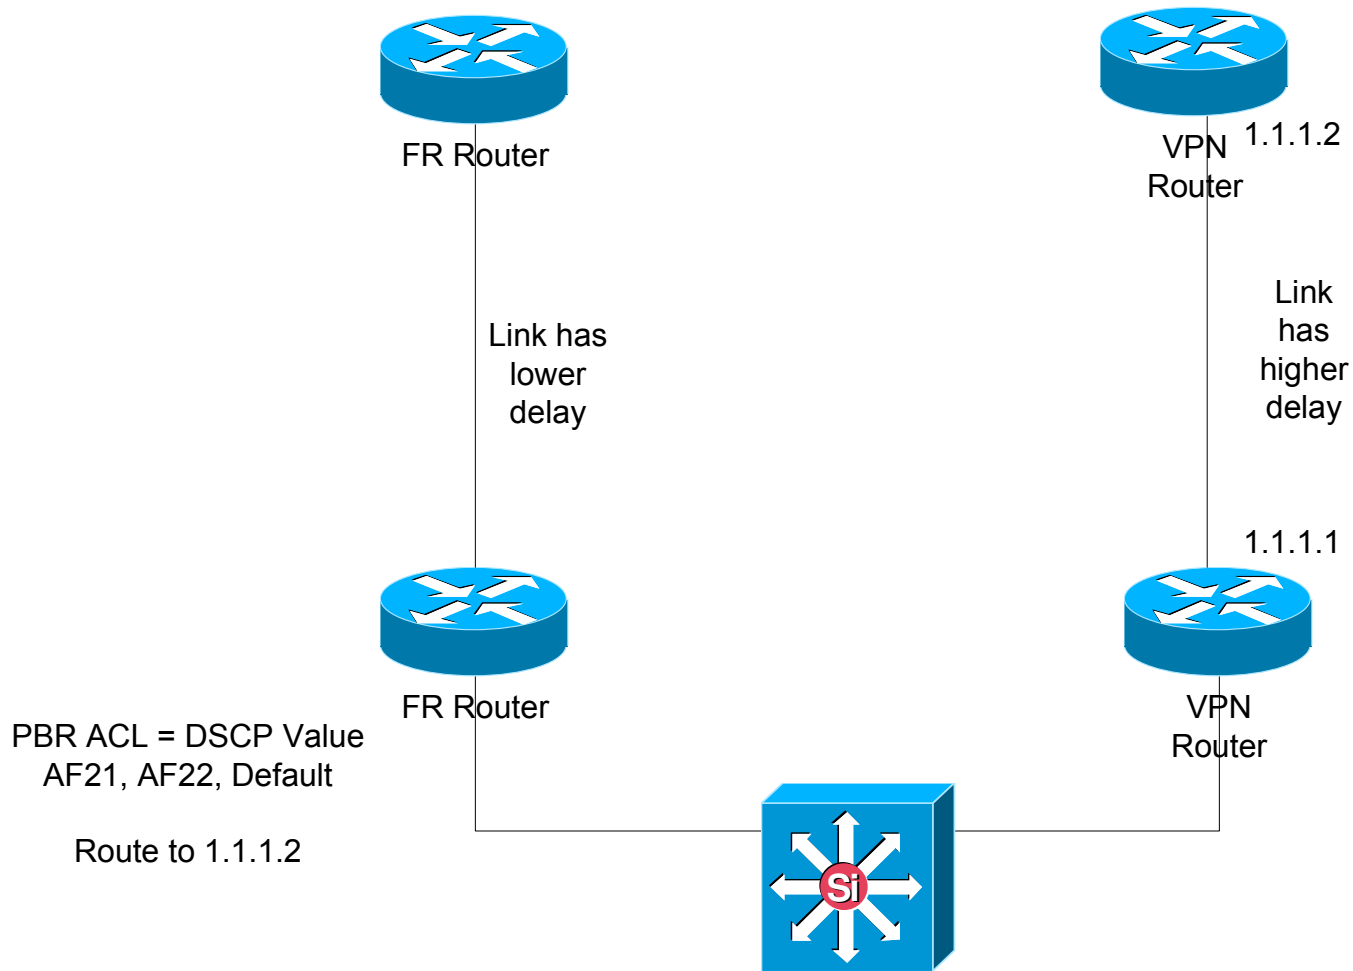 FR Router
VPN
Router
1.1.1.2
Link has
lower
delay
Link
has
higher
delay
1.1.1.1
FR Router
VPN
Router
PBR ACL = DSCP Value
AF21, AF22, Default
Route to 1.1.1.2
Si